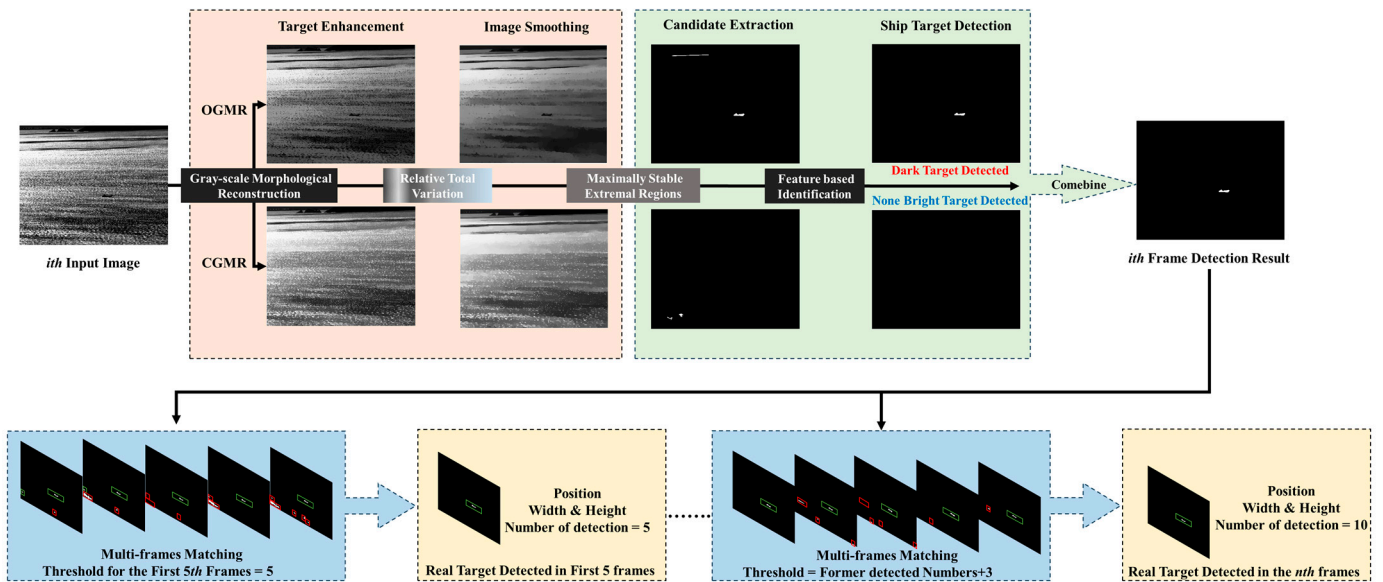 Target Enhancement
Image Smoothing
Candidate Extraction
Ship Target Detection
OGMR
Gray-scale Morphological
Reconstruction
Relative Total
Variation
Maximally Stable
Extremal Regions
Feature based
Identification
Dark Target Detected
None Bright Target Detected
Comebine
CGMR
ith Input Image
ith Frame Detection Result
Multi-frames Matching
Threshold for the First 5th Frames = 5
Position
Width & Height
Number of detection = 5
Real Target Detected in First 5 frames
Multi-frames Matching
Threshold = Former detected Numbers+3
Position
Width & Height
Number of detection = 10
Real Target Detected in the nth frames